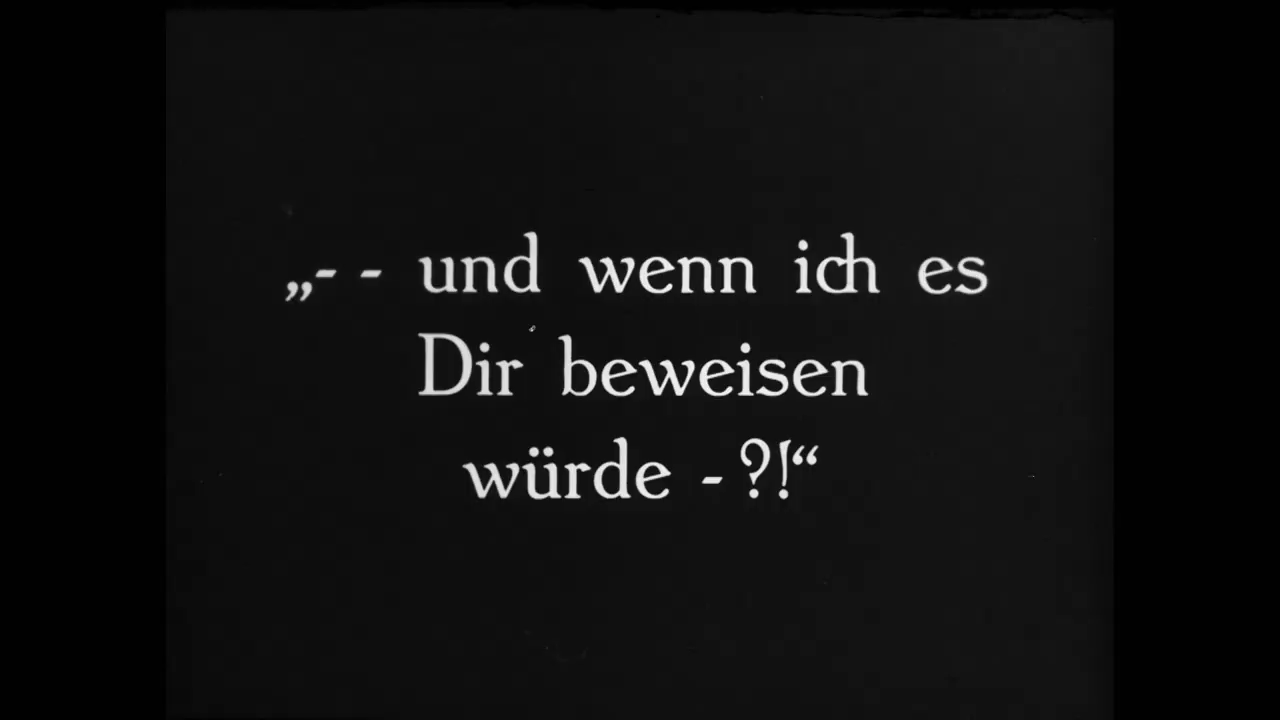 „- - und wenn ich es
Dir beweisen
würde - ?!“